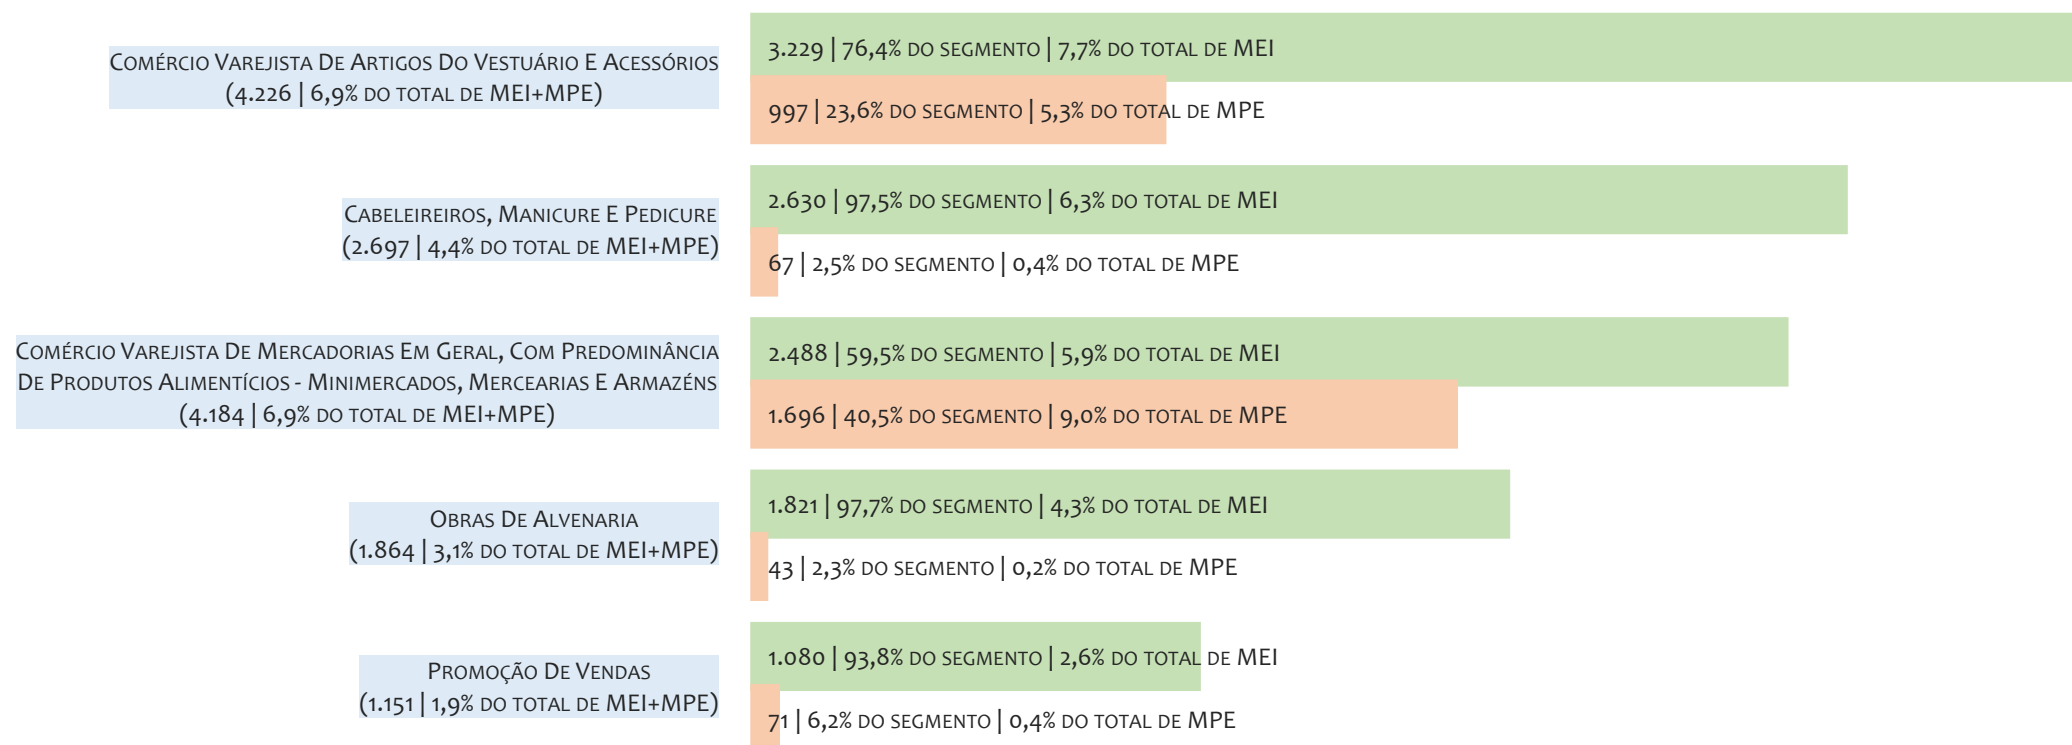 Comércio Varejista De Artigos Do Vestuário E Acessórios
(4.226 | 6,9% do total de MEI+MPE)
3.229 | 76,4% do segmento | 7,7% do total de MEI
997 | 23,6% do segmento | 5,3% do total de MPE
Cabeleireiros, Manicure E Pedicure
(2.697 | 4,4% do total de MEI+MPE)
2.630 | 97,5% do segmento | 6,3% do total de MEI
67 | 2,5% do segmento | 0,4% do total de MPE
Comércio Varejista De Mercadorias Em Geral, Com Predominância
De Produtos Alimentícios - Minimercados, Mercearias E Armazéns
(4.184 | 6,9% do total de MEI+MPE)
2.488 | 59,5% do segmento | 5,9% do total de MEI
1.696 | 40,5% do segmento | 9,0% do total de MPE
Obras De Alvenaria
(1.864 | 3,1% do total de MEI+MPE)
1.821 | 97,7% do segmento | 4,3% do total de MEI
43 | 2,3% do segmento | 0,2% do total de MPE
Promoção De Vendas
(1.151 | 1,9% do total de MEI+MPE)
1.080 | 93,8% do segmento | 2,6% do total de MEI
71 | 6,2% do segmento | 0,4% do total de MPE